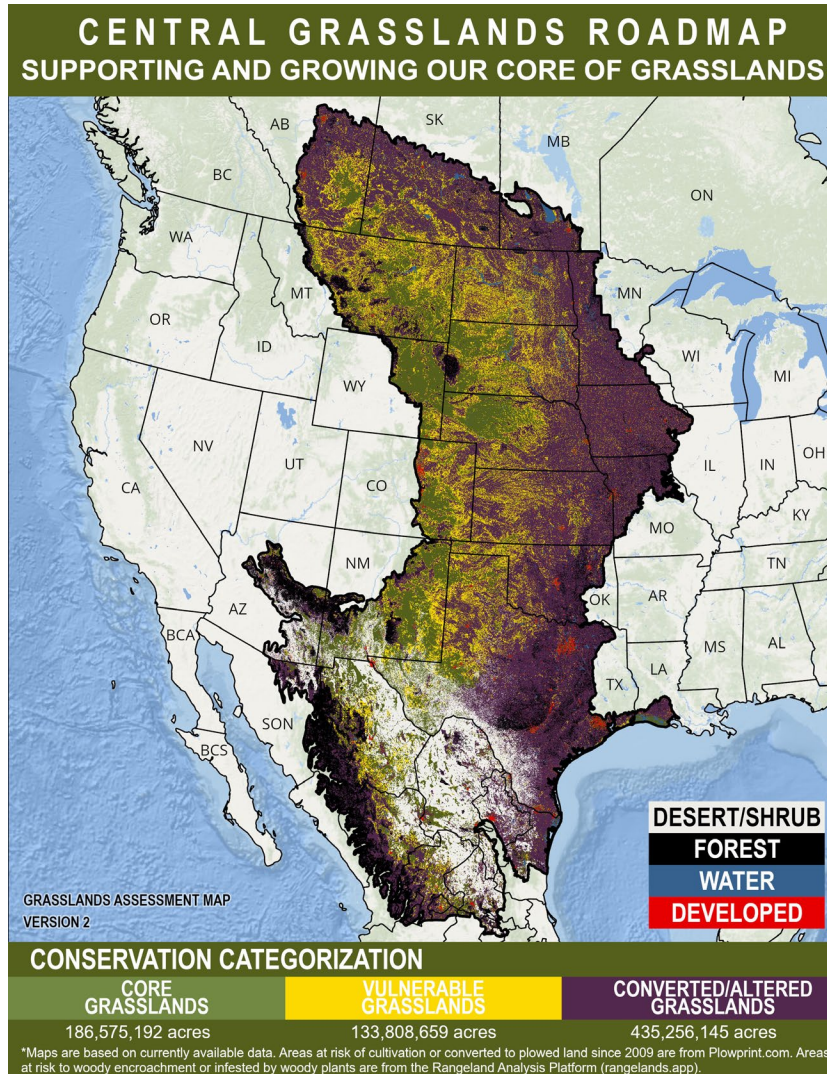 CENTRAL GRASSLANDS ROADMAP
SUPPORTING AND GROWING OUR CORE OF GRASSLANDS
AB
SK
MB
BC
ON
WA
MT
MN
OR
ID
WI
MI
WY
NV
UT
CO
IL
IN
OH
CA
MO
KY
NM
TN
AZ
OK
AR
BCA
MS
AL
TX
LA
SON
BCS
DESERT/SHRUB
FOREST
WATER
DEVELOPED
GRASSLANDS ASSESSMENT MAP
VERSION 2
CONSERVATION CATEGORIZATION
CORE
GRASSLANDS
186,575,192 acres
VULNERABLE
GRASSLANDS
133,808,659 acres
CONVERTED/ALTERED
GRASSLANDS
435,256,145 acres
*Maps are based on currently available data. Areas at risk of cultivation or converted to plowed land since 2009 are from Plowprint.com. Areas
at risk to woody encroachment or infested by woody plants are from the Rangeland Analysis Platform (rangelands.app).